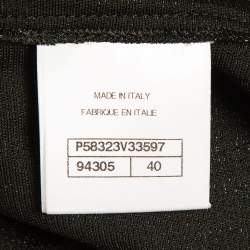 MADE IN ITALY
FABRIQUE EN ITALIE
P58323V33597
94305 40